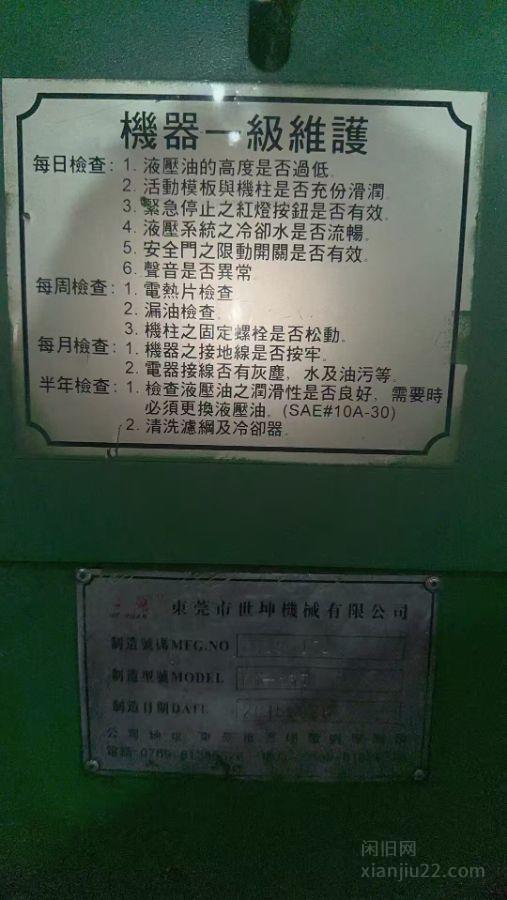 機器一級維護
每日檢查: 1. 液壓油的高度是否過低.
2. 活動模板與機柱是否充份滑潤
3. 緊急停止之紅燈按鈕是否有效.
4. 液壓系統之冷卻水是否流暢.
5. 安全門之限動開關是否有效.
6. 聲音是否異常
每周檢查: 1. 電熱片檢查
2. 漏油檢查.
3. 機柱之固定螺栓是否松動.
每月檢查: 1. 機器之接地線是否按牢.
2. 電器接線否有灰塵, 水及油污等.
半年檢查: 1. 檢查液壓油之潤滑性是否良好, 需要時
必須更換液壓油. (SAE#10A-30)
2. 清洗濾綱及冷卻器.
東莞市世坤機械有限公司
制造號碼MFG.NO
制造型號MODEL
制造日期DATE
公司地址
電話:0769
闲旧网
xianjiu22.com